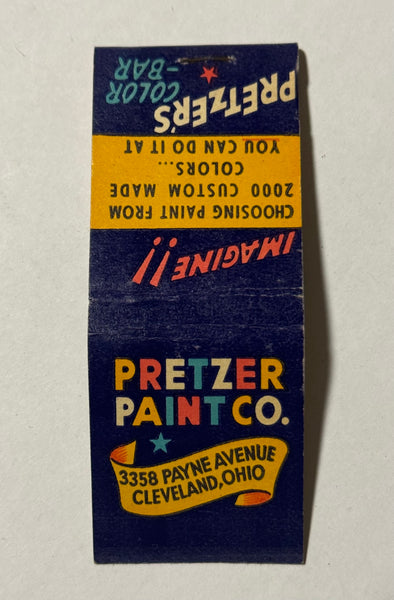 IMAGINE!!
CHOOSING PAINT FROM
2000 CUSTOM MADE
COLORS...
YOU CAN DO IT AT
PRETZER'S
COLOR
-BAR
PRETZER
PAINT CO.
3358 PAYNE AVENUE
CLEVELAND, OHIO